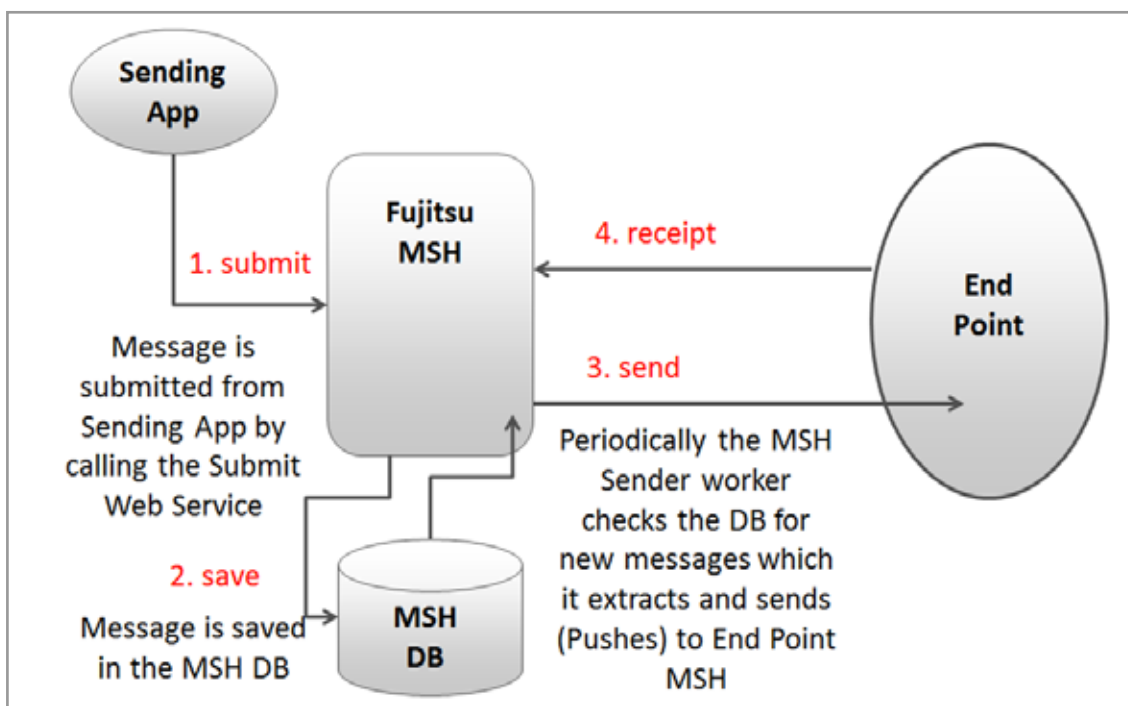 Sending
App
Fujitsu
MSH
4. receipt
1. submit
End
Point
Message is
submitted from
Sending App by
calling the Submit
Web Service
3. send
Periodically the MSH
Sender worker
checks the DB for
new messages which
it extracts and sends
(Pushes) to End Point
MSH
2. save
Message is saved
in the MSH DB
MSH
DB